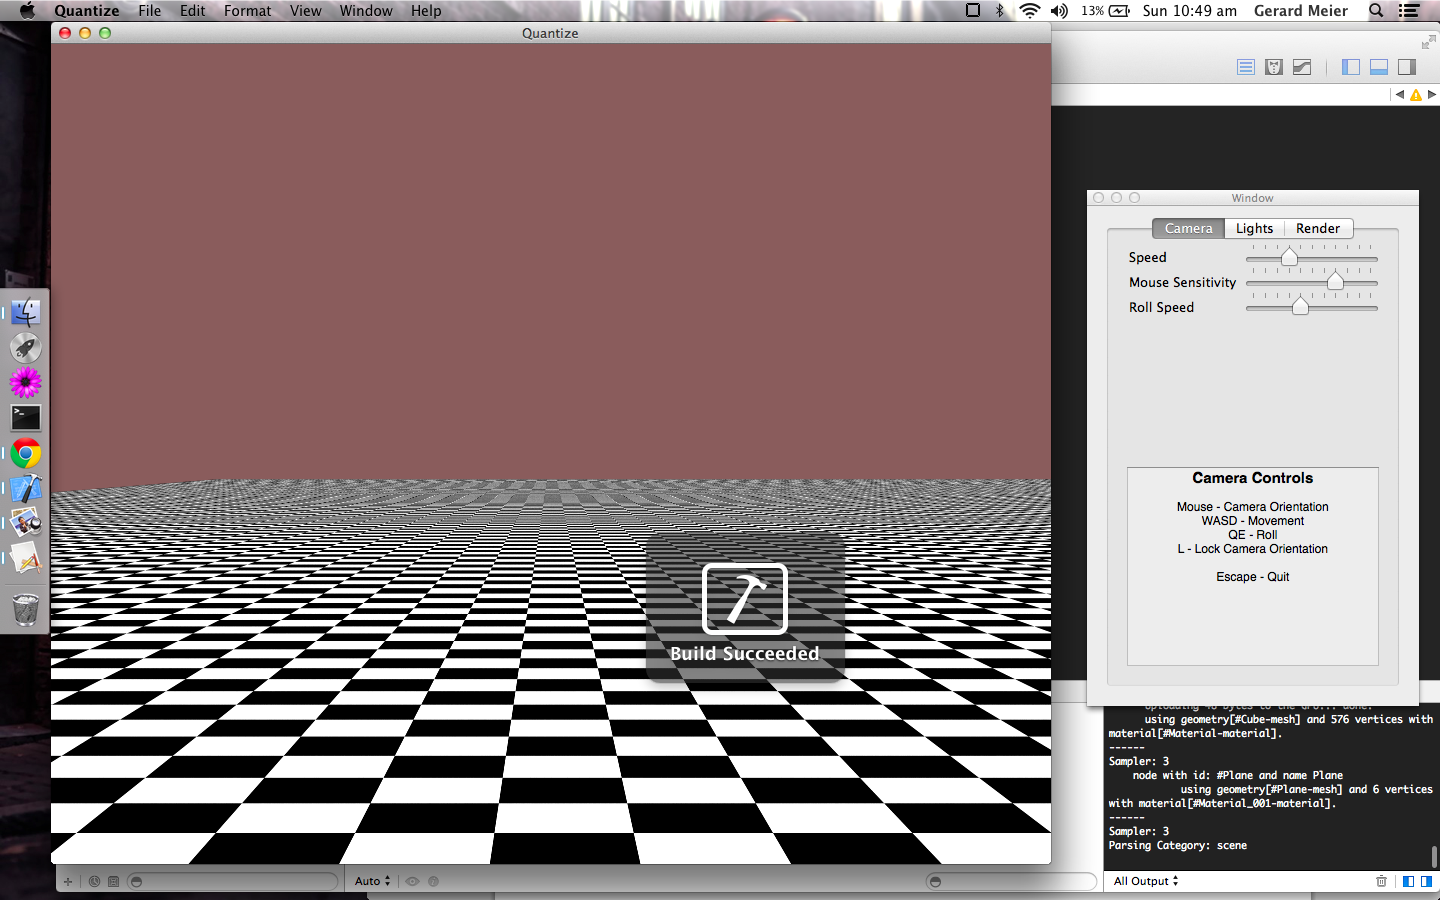 Quantize File Edit Format View Window Help 13% Sun 10:49 am Gerard Meier
Quantize
Window
Camera Lights Render
Speed
Mouse Sensitivity
Roll Speed
Camera Controls
Mouse - Camera Orientation
WASD - Movement
QE - Roll
L - Lock Camera Orientation
Escape - Quit
Build Succeeded
using geometry[#Cube-mesh] and 576 vertices with
material[#Material-material].
------
Sampler: 3
node with id: #Plane and name Plane
using geometry[#Plane-mesh] and 6 vertices
with material[#Material_001-material].
------
Sampler: 3
Parsing Category: scene
Auto
All Output